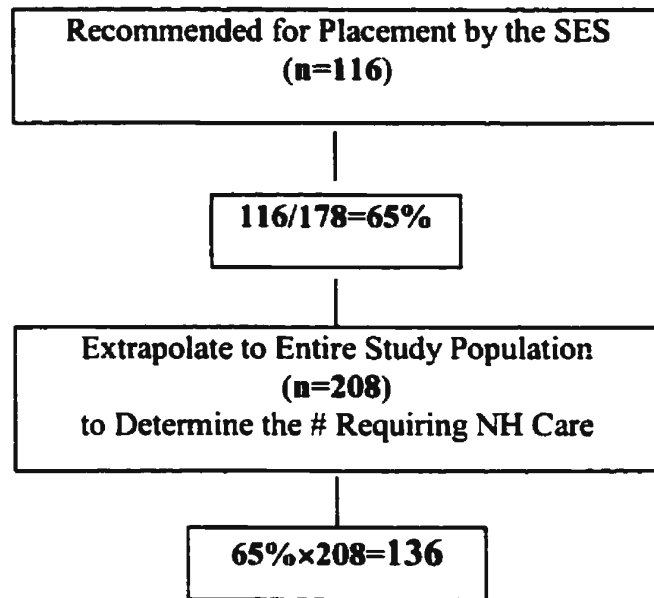 Recommended for Placement by the SES
(n=116)
116/178=65%
Extrapolate to Entire Study Population
(n=208)
to Determine the # Requiring NH Care
65%×208=136